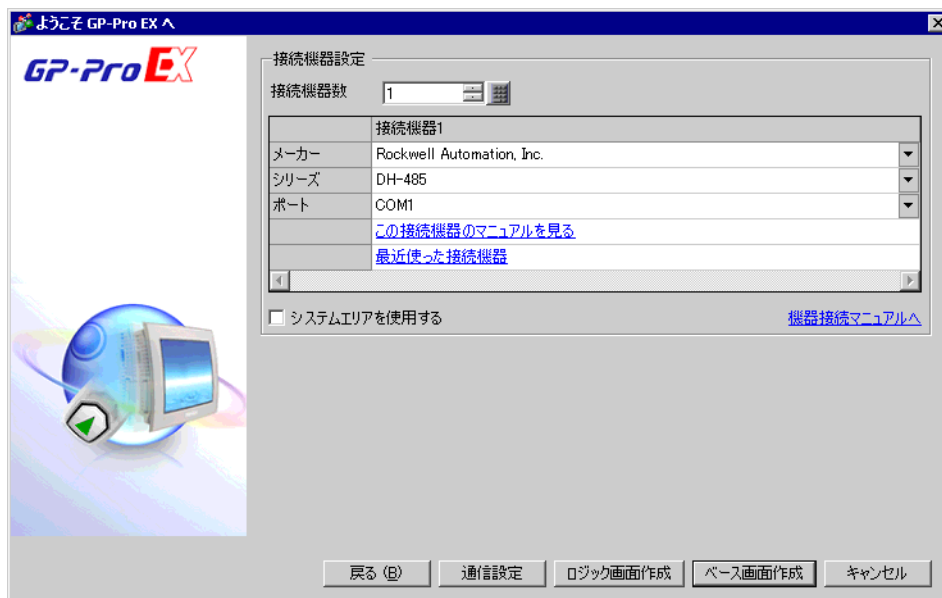 ようこそ GP-Pro EX へ
GP-Pro EX
接続機器設定
接続機器数 1
接続機器1
メーカー Rockwell Automation, Inc.
シリーズ DH-485
ポート COM1
この接続機器のマニュアルを見る
最近使った接続機器
システムエリアを使用する 機器接続マニュアルへ
戻る (B) 通信設定 ロジック画面作成 ベース画面作成 キャンセル